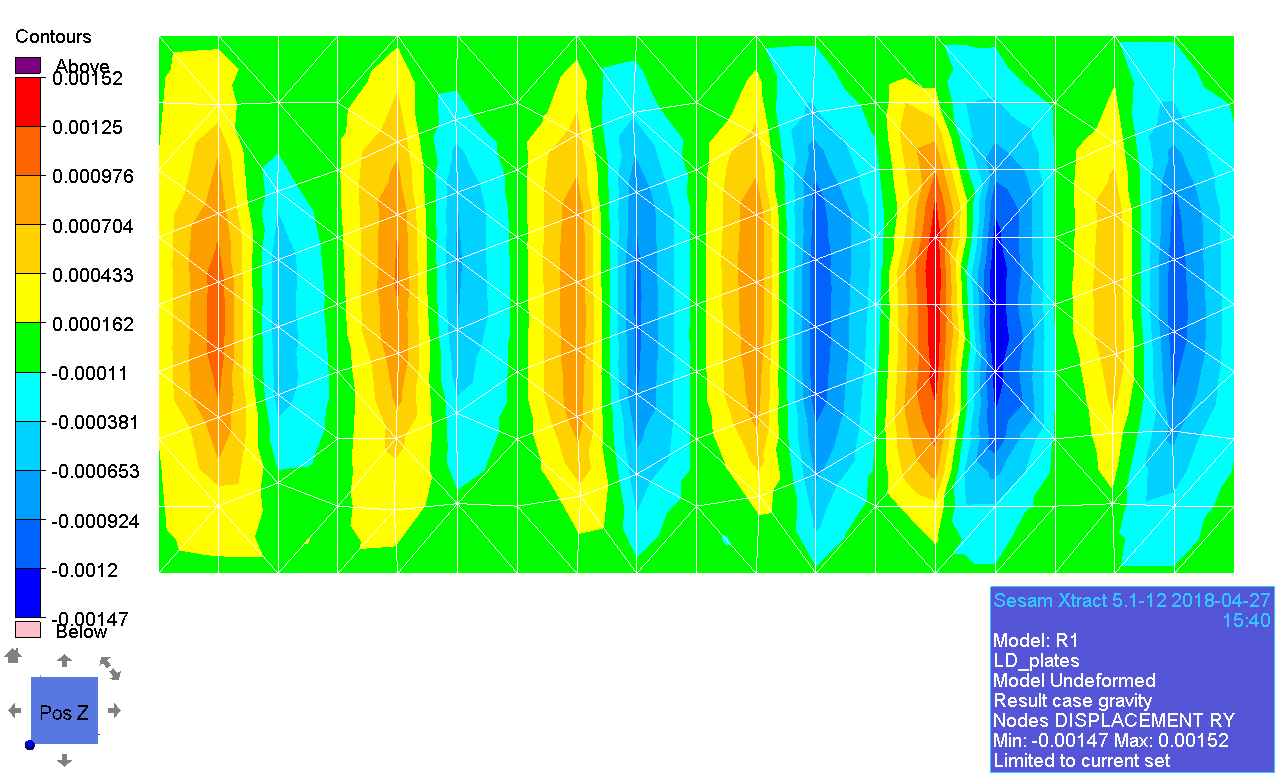 Contours
Above
0.00152
0.00125
0.000976
0.000704
0.000433
0.000162
-0.00011
-0.000381
-0.000653
-0.000924
-0.0012
-0.00147
Below
Pos Z
Sesam Xtract 5.1-12 2018-04-27
15:40
Model: R1
LD_plates
Model Undeformed
Result case gravity
Nodes DISPLACEMENT RY
Min: -0.00147 Max: 0.00152
Limited to current set